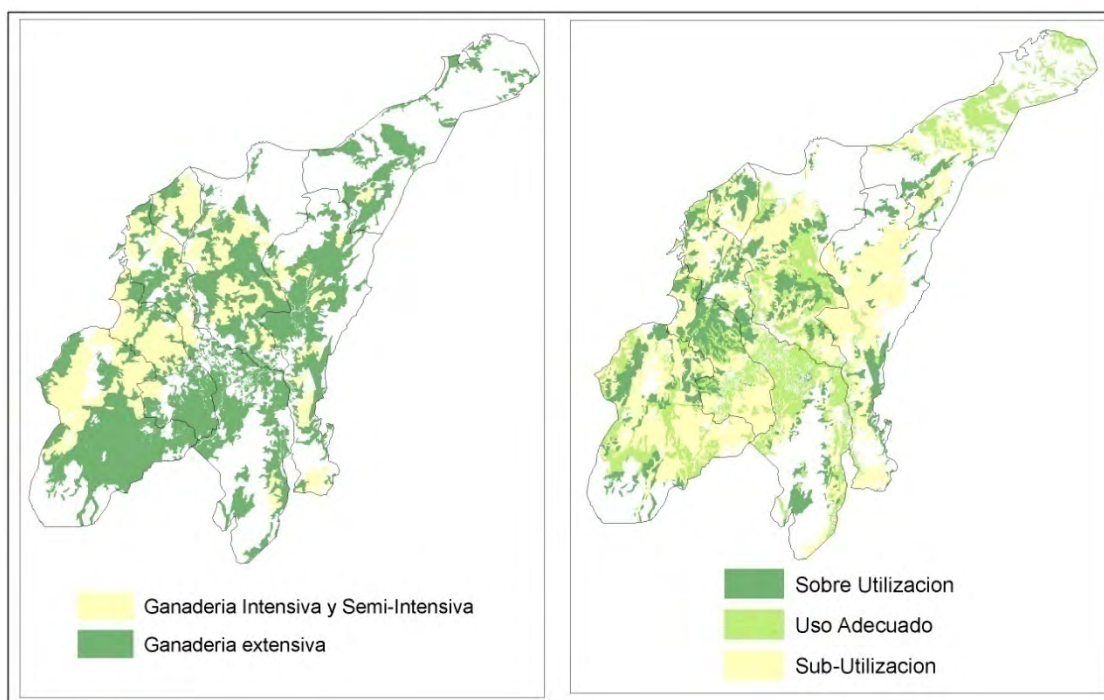 Ganaderia Intensiva y Semi-Intensiva
Ganaderia extensiva
Sobre Utilizacion
Uso Adecuado
Sub-Utilizacion